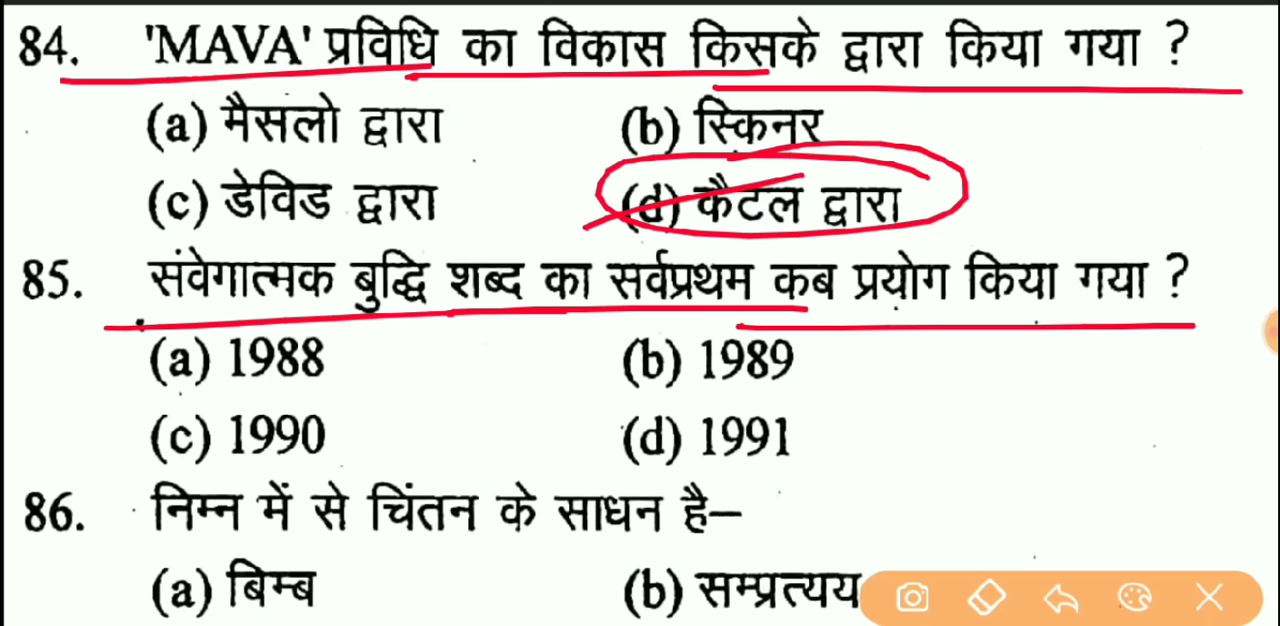 84. 'MAVA' प्रविधि का विकास किसके द्वारा किया गया ?
(a) मैसलो द्वारा (b) स्किनर
(c) डेविड द्वारा (d) कैटल द्वारा
85. संवेगात्मक बुद्धि शब्द का सर्वप्रथम कब प्रयोग किया गया ?
(a) 1988 (b) 1989
(c) 1990 (d) 1991
86. निम्न में से चिंतन के साधन है–
(a) बिम्ब (b) सम्प्रत्यय